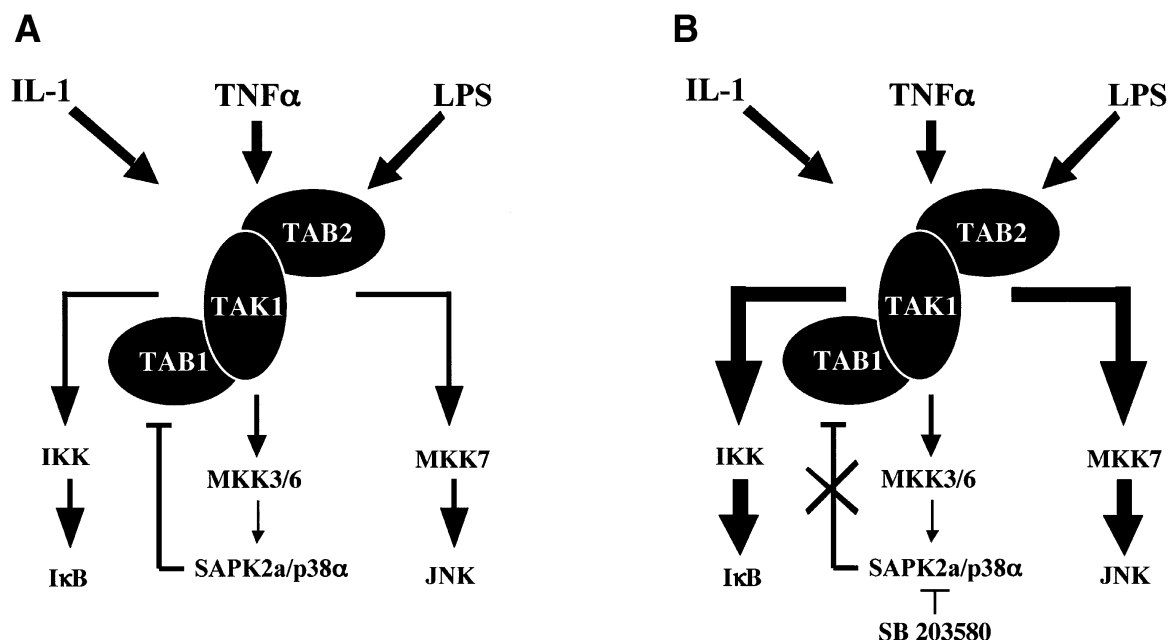 A
IL-1
TNFα
LPS
TAB2
TAK1
TAB1
IKK
MKK7
MKK3/6
IκB
SAPK2a/p38α
JNK
B
IL-1
TNFα
LPS
TAB2
TAK1
TAB1
IKK
MKK7
MKK3/6
IκB
SAPK2a/p38α
JNK
SB 203580